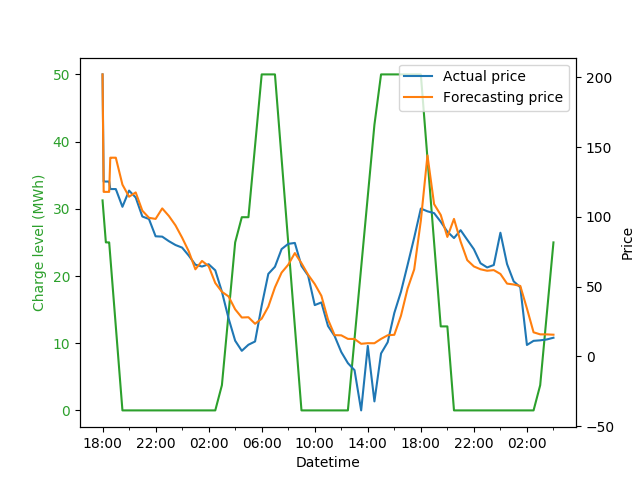 Actual price
Forecasting price
50
40
30
20
10
0
Charge level (MWh)
200
150
100
50
0
−50
Price
18:00 22:00 02:00 06:00 10:00 14:00 18:00 22:00 02:00
Datetime